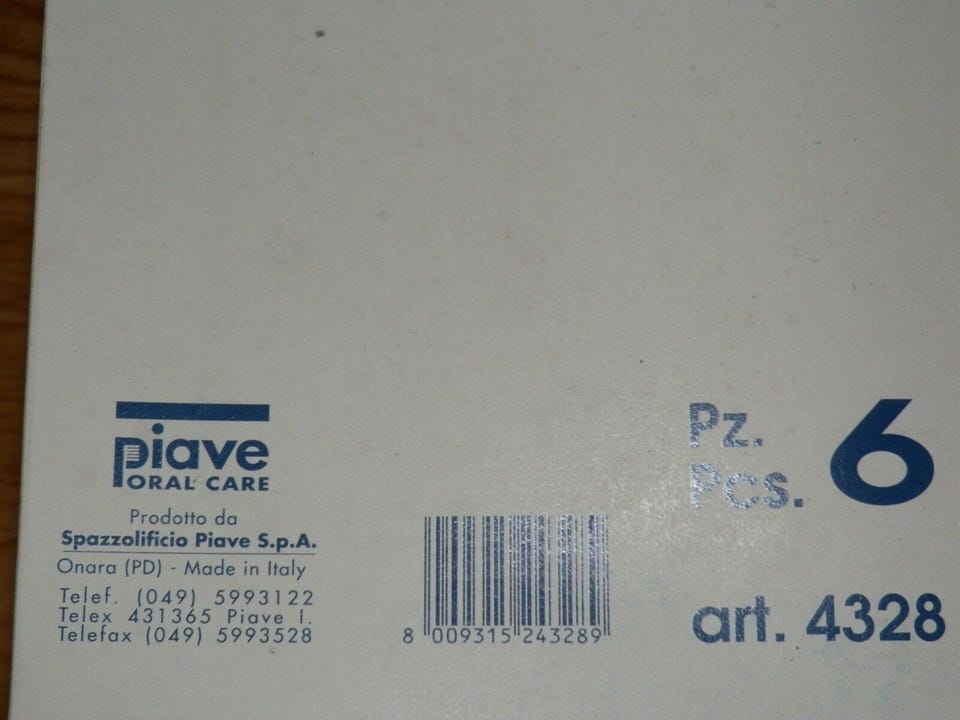 piave
ORAL CARE
Prodotto da
Spazzolificio Piave S.p.A.
Onara (PD) - Made in Italy
Telef. (049) 5993122
Telex 431365 Piave I.
Telefax (049) 5993528
8 009315 243289
Pz.
Pcs. 6
art. 4328